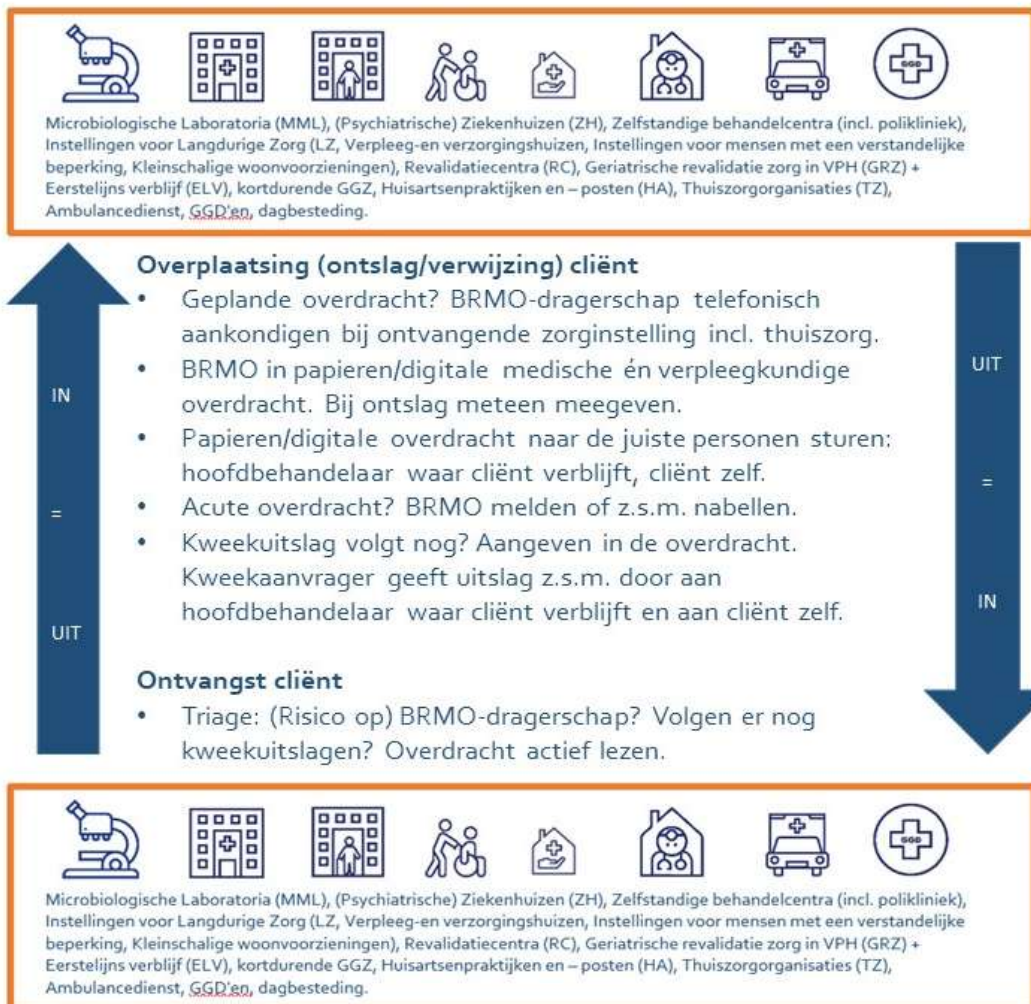 GGD
Microbiologische Laboratoria (MML), (Psychiatrische) Ziekenhuizen (ZH), Zelfstandige behandelcentra (incl. polikliniek),
Instellingen voor Langdurige Zorg (LZ, Verpleeg-en verzorgingshuizen, Instellingen voor mensen met een verstandelijke
beperking, Kleinschalige woonvoorzieningen), Revalidatiecentra (RC), Geriatrische revalidatie zorg in VPH (GRZ) +
Eerstelijns verblijf (ELV), kortdurende GGZ, Huisartsenpraktijken en – posten (HA), Thuiszorgorganisaties (TZ),
Ambulancedienst, GGD'en, dagbesteding.
IN
=
UIT
Overplaatsing (ontslag/verwijzing) cliënt
• Geplande overdracht? BRMO-dragerschap telefonisch
aankondigen bij ontvangende zorginstelling incl. thuiszorg.
• BRMO in papieren/digitale medische én verpleegkundige
overdracht. Bij ontslag meteen meegeven.
• Papieren/digitale overdracht naar de juiste personen sturen:
hoofdbehandelaar waar cliënt verblijft, cliënt zelf.
• Acute overdracht? BRMO melden of z.s.m. nabellen.
• Kweekuitslag volgt nog? Aangeven in de overdracht.
Kweekaanvrager geeft uitslag z.s.m. door aan
hoofdbehandelaar waar cliënt verblijft en aan cliënt zelf.
Ontvangst cliënt
• Triage: (Risico op) BRMO-dragerschap? Volgen er nog
kweekuitslagen? Overdracht actief lezen.
UIT
=
IN
GGD
Microbiologische Laboratoria (MML), (Psychiatrische) Ziekenhuizen (ZH), Zelfstandige behandelcentra (incl. polikliniek),
Instellingen voor Langdurige Zorg (LZ, Verpleeg-en verzorgingshuizen, Instellingen voor mensen met een verstandelijke
beperking, Kleinschalige woonvoorzieningen), Revalidatiecentra (RC), Geriatrische revalidatie zorg in VPH (GRZ) +
Eerstelijns verblijf (ELV), kortdurende GGZ, Huisartsenpraktijken en – posten (HA), Thuiszorgorganisaties (TZ),
Ambulancedienst, GGD'en, dagbesteding.